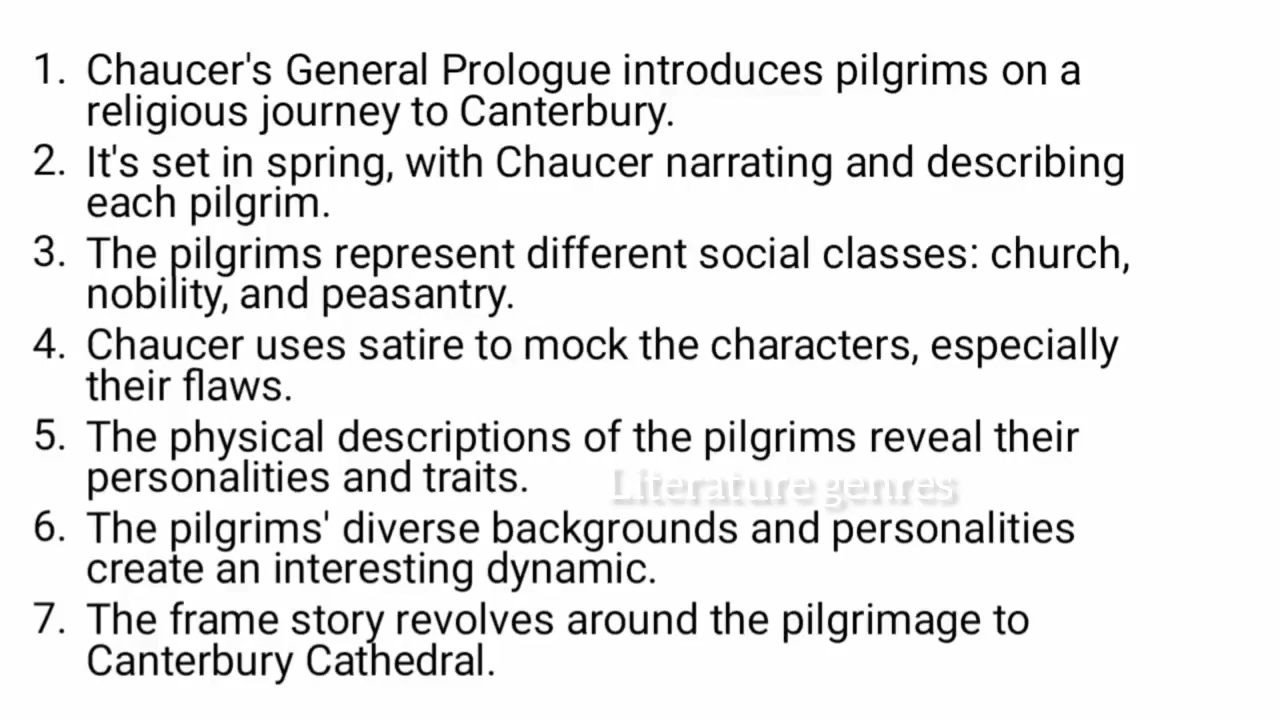 1. Chaucer's General Prologue introduces pilgrims on a
religious journey to Canterbury.
2. It's set in spring, with Chaucer narrating and describing
each pilgrim.
3. The pilgrims represent different social classes: church,
nobility, and peasantry.
4. Chaucer uses satire to mock the characters, especially
their flaws.
5. The physical descriptions of the pilgrims reveal their
personalities and traits.
Literature genres
6. The pilgrims' diverse backgrounds and personalities
create an interesting dynamic.
7. The frame story revolves around the pilgrimage to
Canterbury Cathedral.